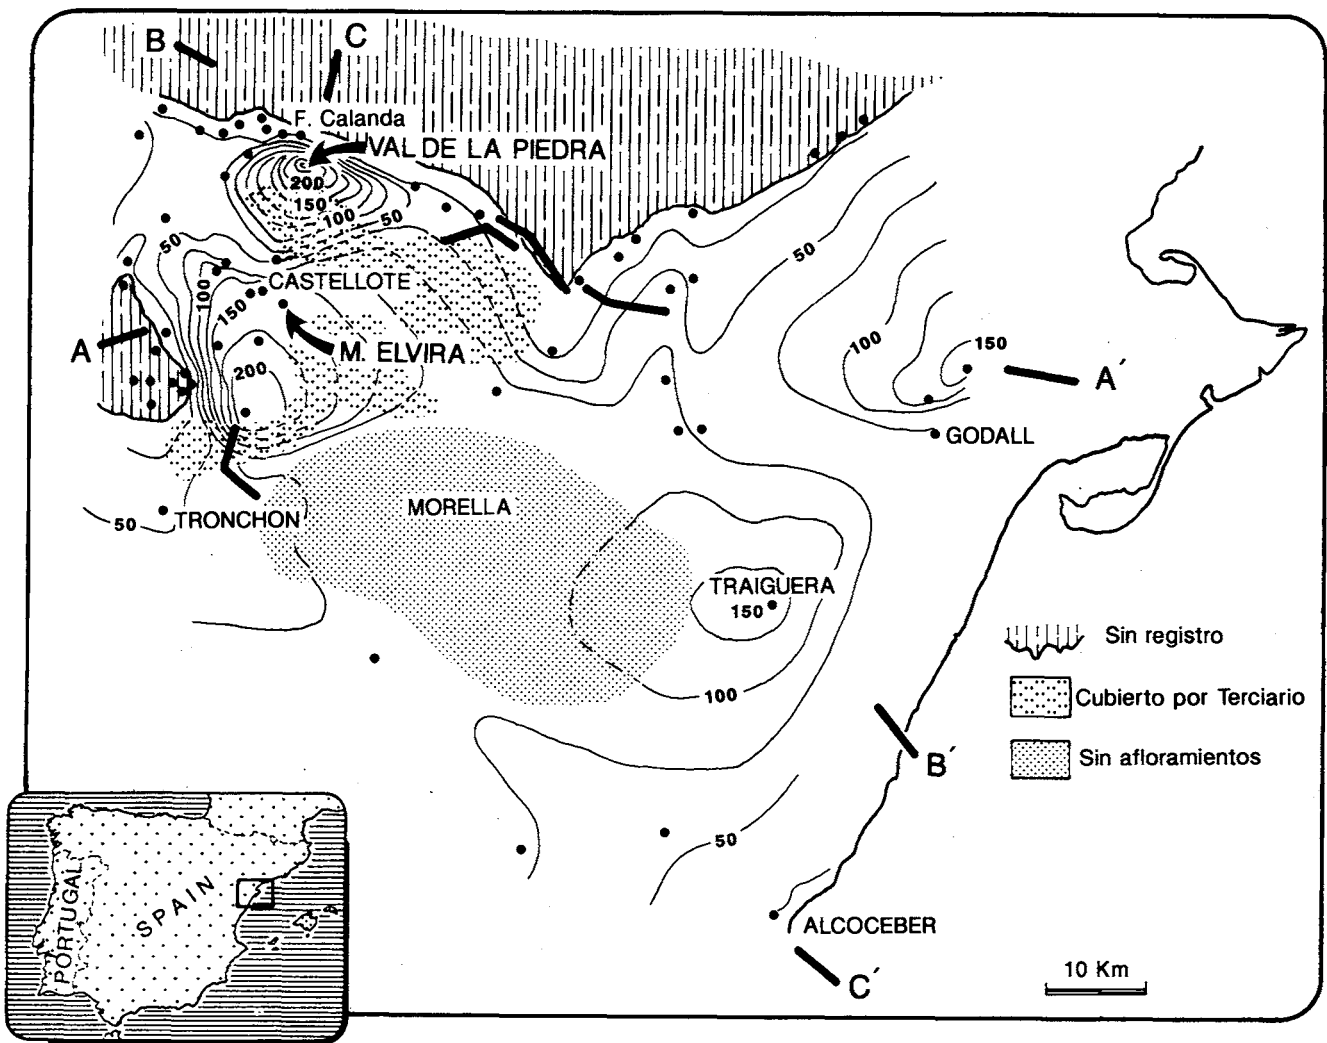 B
C
F. Calanda
VAL DE LA PIEDRA
200
150
100
50
50
50
CASTELLOTE
100
150
A
M. ELVIRA
100
150
A´
200
GODALL
MORELLA
50
TRONCHON
TRAIGUERA
150
Sin registro
100
Cubierto por Terciario
B´
Sin afloramientos
50
PORTUGAL
SPAIN
ALCOCEBER
10 Km
C´